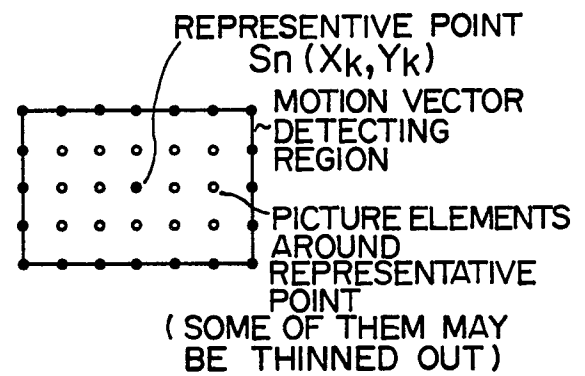 REPRESENTIVE POINT
Sn (Xk,Yk)
MOTION VECTOR
DETECTING
REGION
PICTURE ELEMENTS
AROUND
REPRESENTATIVE
POINT
(SOME OF THEM MAY
BE THINNED OUT)